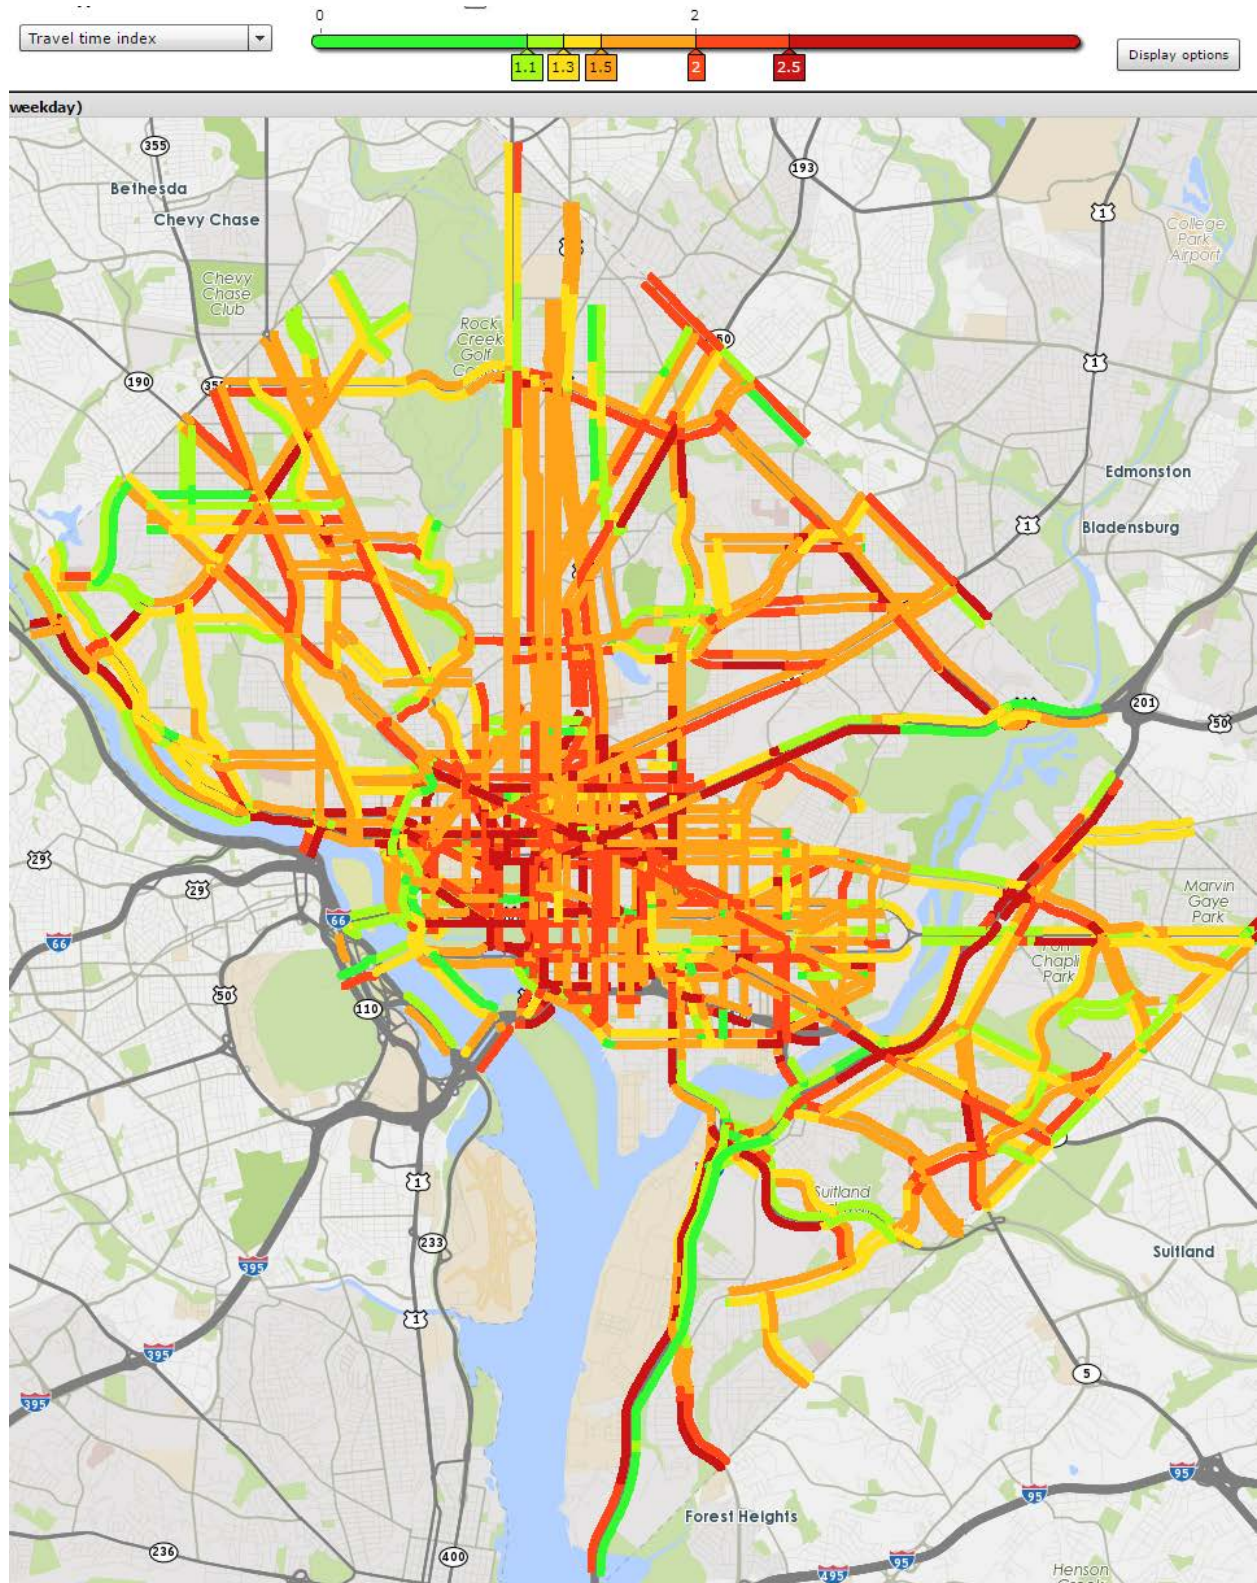 0
2
Travel time index
1.1
1.3
1.5
2
2.5
Display options
weekday)
355
Bethesda
193
Chevy Chase
1
College
Park
Airport
Chevy
Chase
Club
Rock
Creek
Golf
190
1
Edmonston
1
Bladensburg
201
50
29
29
Marvin
Gaye
Park
66
66
50
110
Chapli
Park
1
Suitland
233
395
Suitland
1
395
5
395
95
95
Forest Heights
236
400
495
95
Henson